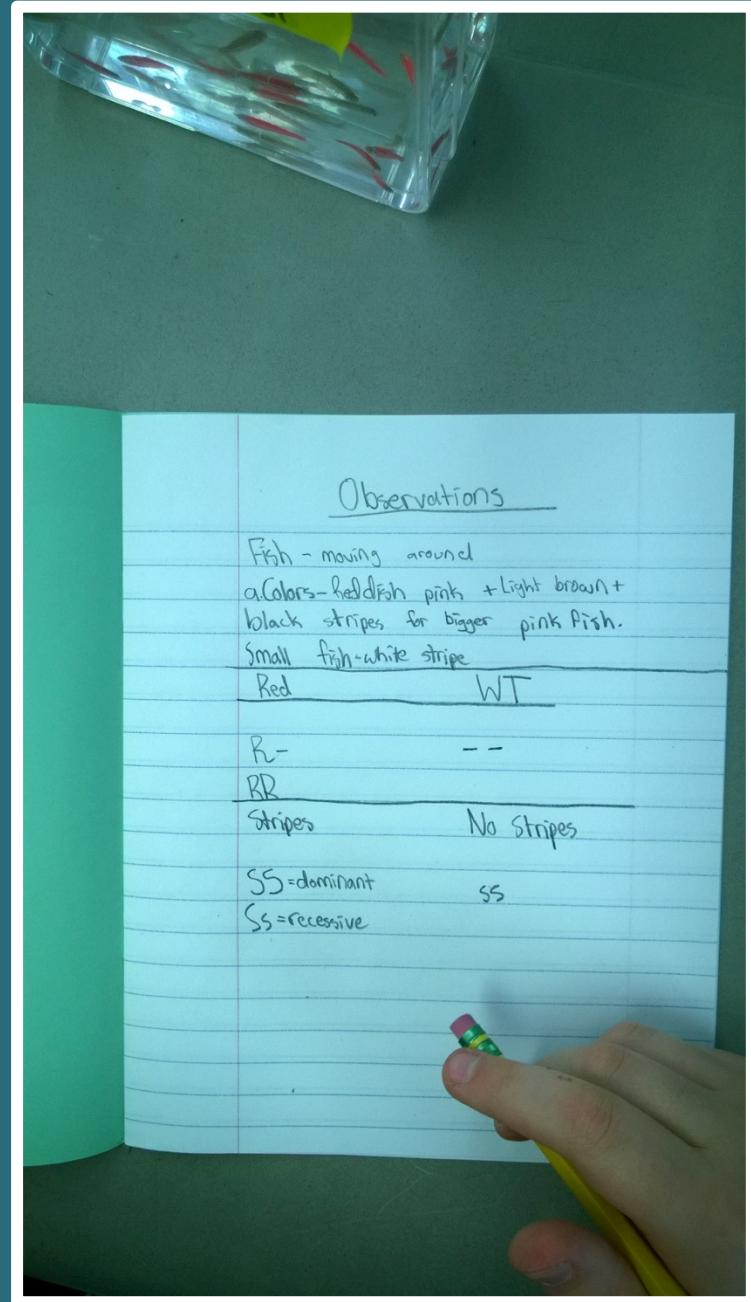 Observations
Fish - moving around
a. Colors - Reddish pink + Light brown +
black stripes for bigger pink fish.
Small fish - white stripe
Red WT
R- --
RR
Stripes No Stripes
SS = dominant ss
Ss = recessive